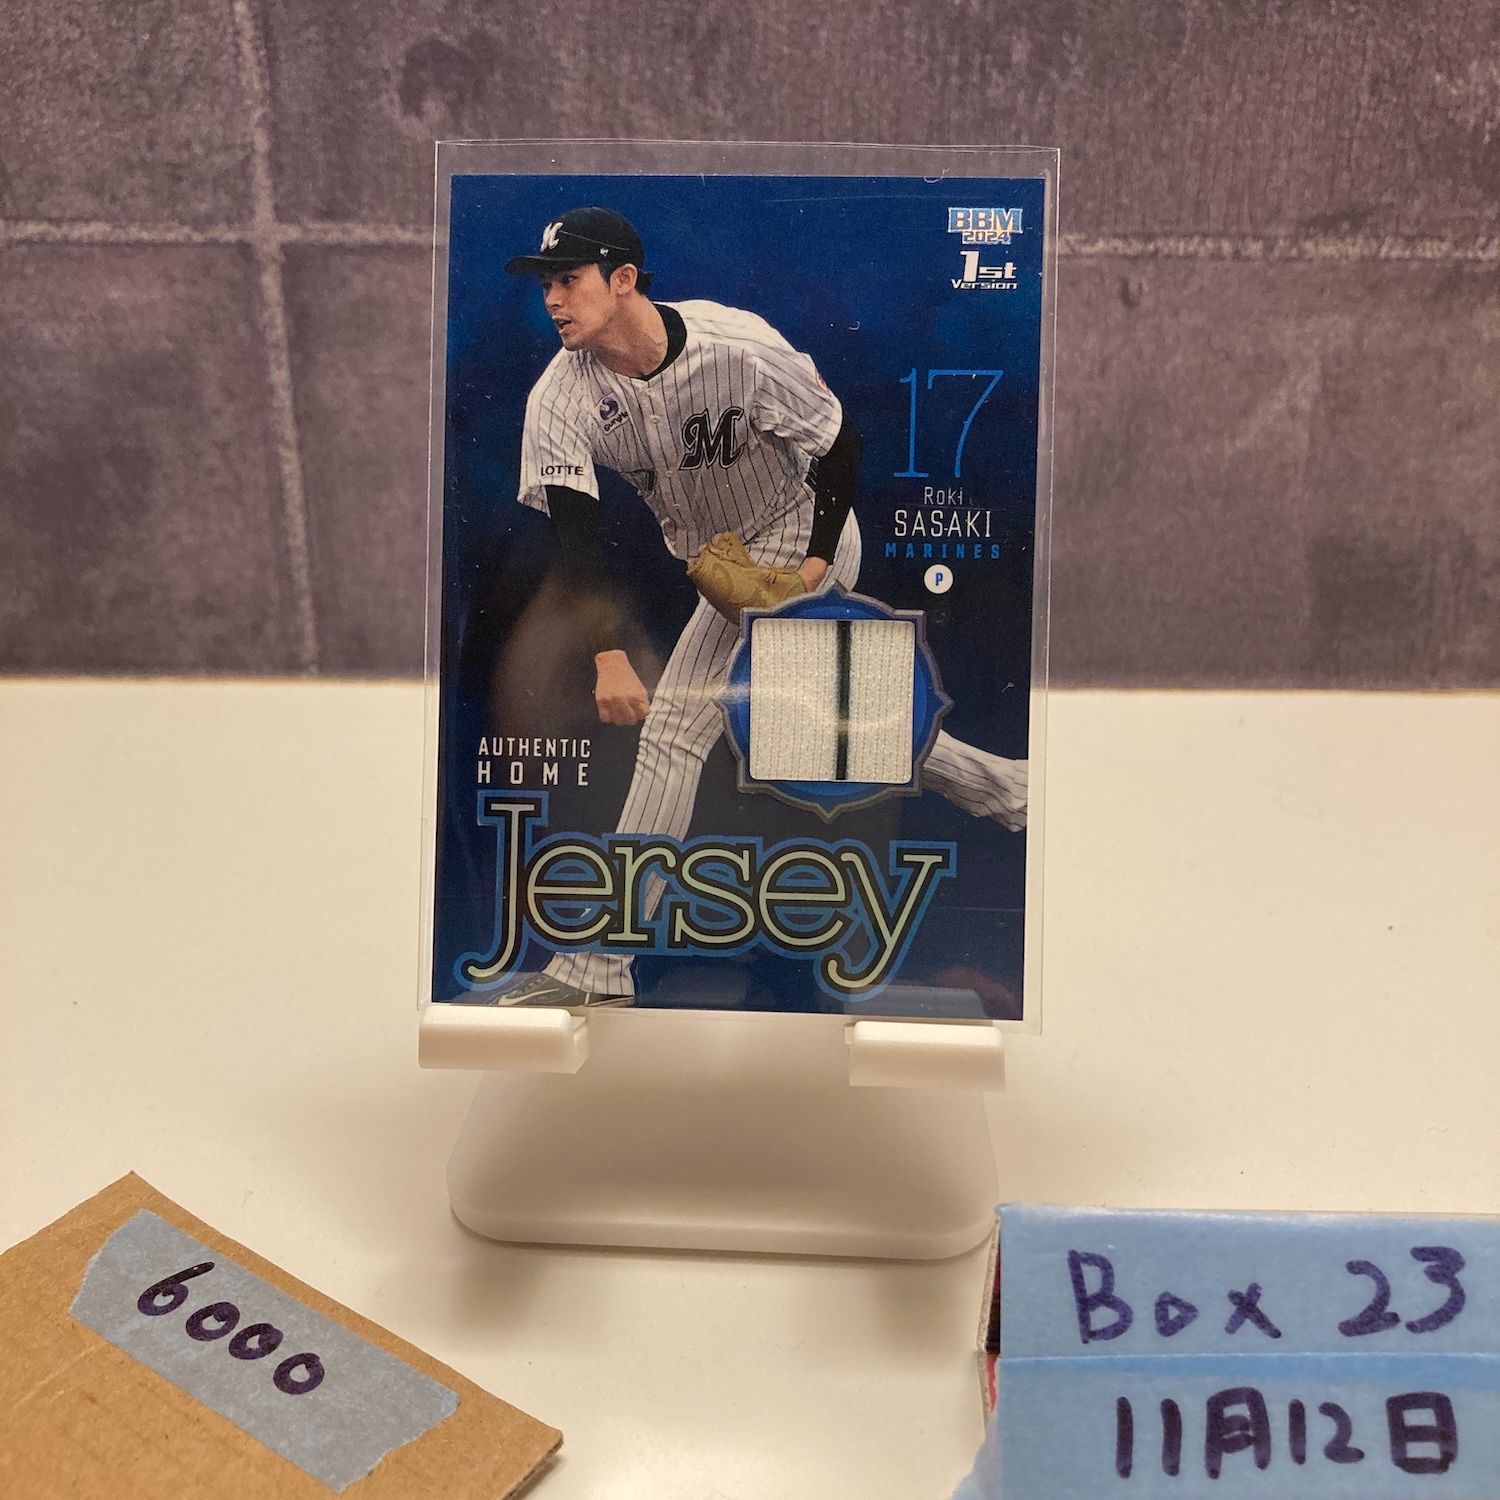 BBM
2024
1st
Version
M
17
Roki
SASAKI
MARINES
P
M
LOTTE
AUTHENTIC
HOME
Jersey
6000
Box 23
11月12日